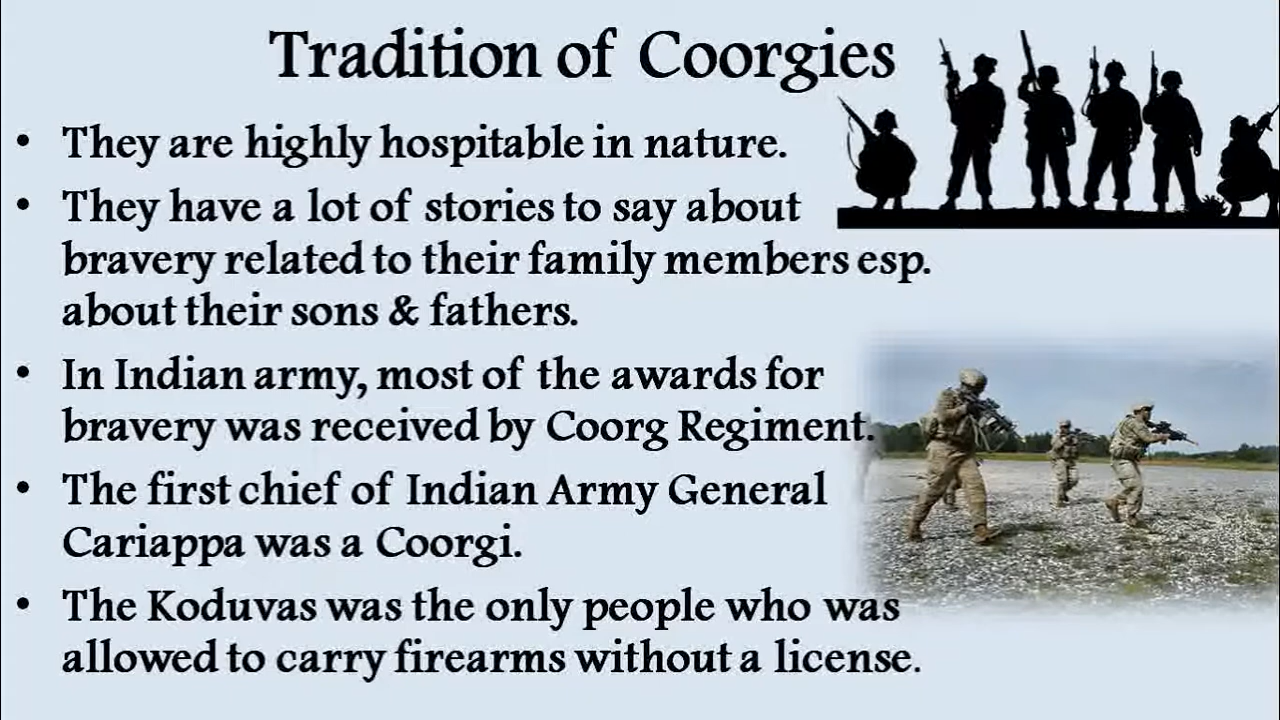 Tradition of Coorgies
• They are highly hospitable in nature.
• They have a lot of stories to say about
bravery related to their family members esp.
about their sons & fathers.
• In Indian army, most of the awards for
bravery was received by Coorg Regiment.
• The first chief of Indian Army General
Cariappa was a Coorgi.
• The Koduvas was the only people who was
allowed to carry firearms without a license.